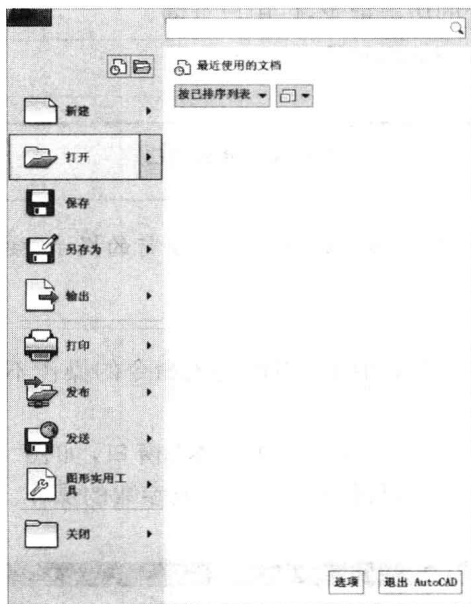 最近使用的文档
按已排序列表
新建
打开
保存
另存为
输出
打印
发布
发送
图形实用工
具
关闭
选项 退出 AutoCAD